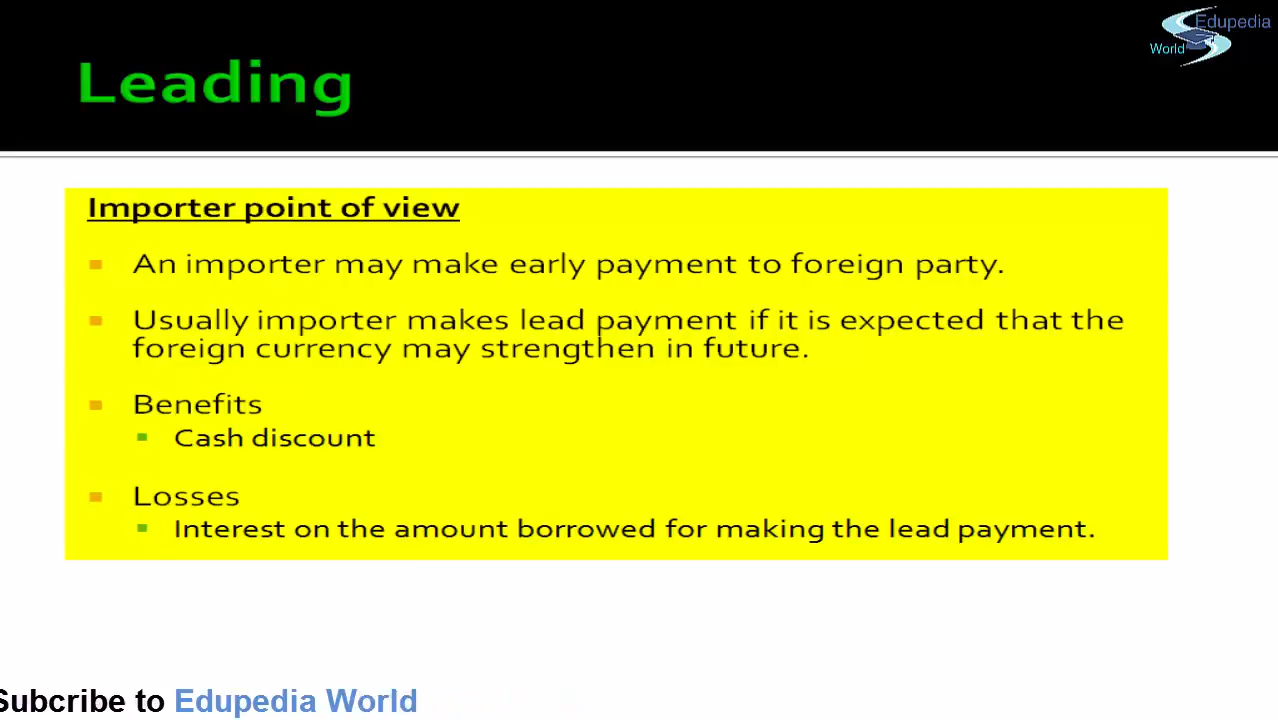 Edupedia
World
Leading
Importer point of view
An importer may make early payment to foreign party.
Usually importer makes lead payment if it is expected that the
foreign currency may strengthen in future.
Benefits
Cash discount
Losses
Interest on the amount borrowed for making the lead payment.
Subcribe to Edupedia World